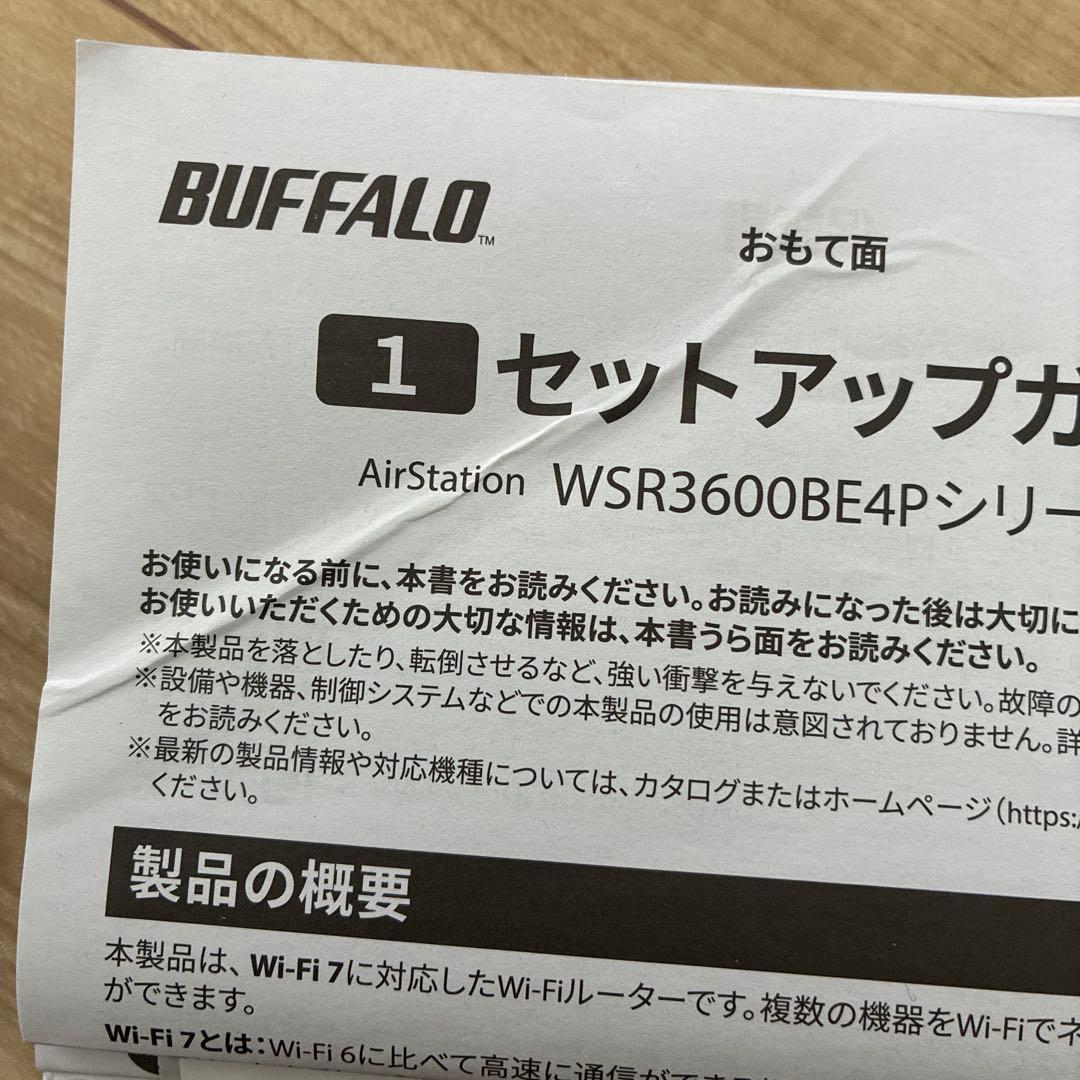 BUFFALO™
おもて面
1 セットアップガ
AirStation WSR3600BE4Pシリー
お使いになる前に、本書をお読みください。お読みになった後は大切に
お使いいただくための大切な情報は、本書うら面をお読みください。
※本製品を落としたり、転倒させるなど、強い衝撃を与えないでください。故障の
※設備や機器、制御システムなどでの本製品の使用は意図されておりません。詳
をお読みください。
※最新の製品情報や対応機種については、カタログまたはホームページ(https:/
ください。
製品の概要
本製品は、Wi-Fi 7に対応したWi-Fiルーターです。複数の機器をWi-Fiでネ
ができます。
Wi-Fi 7とは:Wi-Fi 6に比べて高速に通信ができる